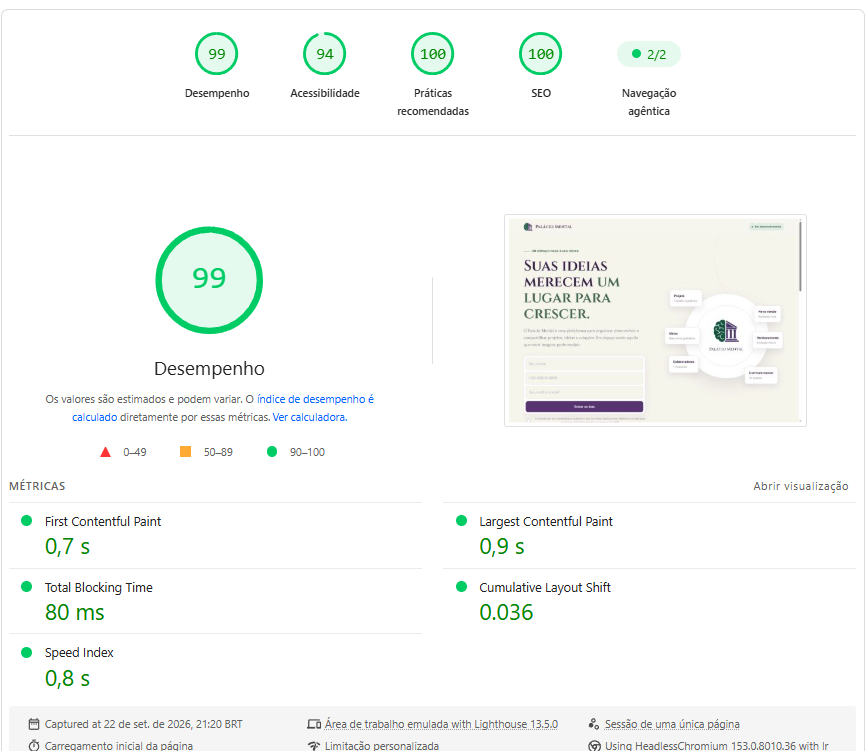 99
94
100
100
2/2
Desempenho
Acessibilidade
Práticas
recomendadas
SEO
Navegação
agêntica
99
Desempenho
Os valores são estimados e podem variar. O índice de desempenho é
calculado diretamente por essas métricas. Ver calculadora.
0–49
50–89
90–100
PALÁCIO MENTAL
SUAS IDEIAS
MERECEM UM
LUGAR PARA
CRESCER.
PALÁCIO MENTAL
MÉTRICAS
Abrir visualização
First Contentful Paint
0,7 s
Largest Contentful Paint
0,9 s
Total Blocking Time
80 ms
Cumulative Layout Shift
0.036
Speed Index
0,8 s
Captured at 22 de set. de 2026, 21:20 BRT
Área de trabalho emulada with Lighthouse 13.5.0
Sessão de uma única página
Carregamento inicial da página
Limitação personalizada
Using HeadlessChromium 153.0.8010.36 with lr